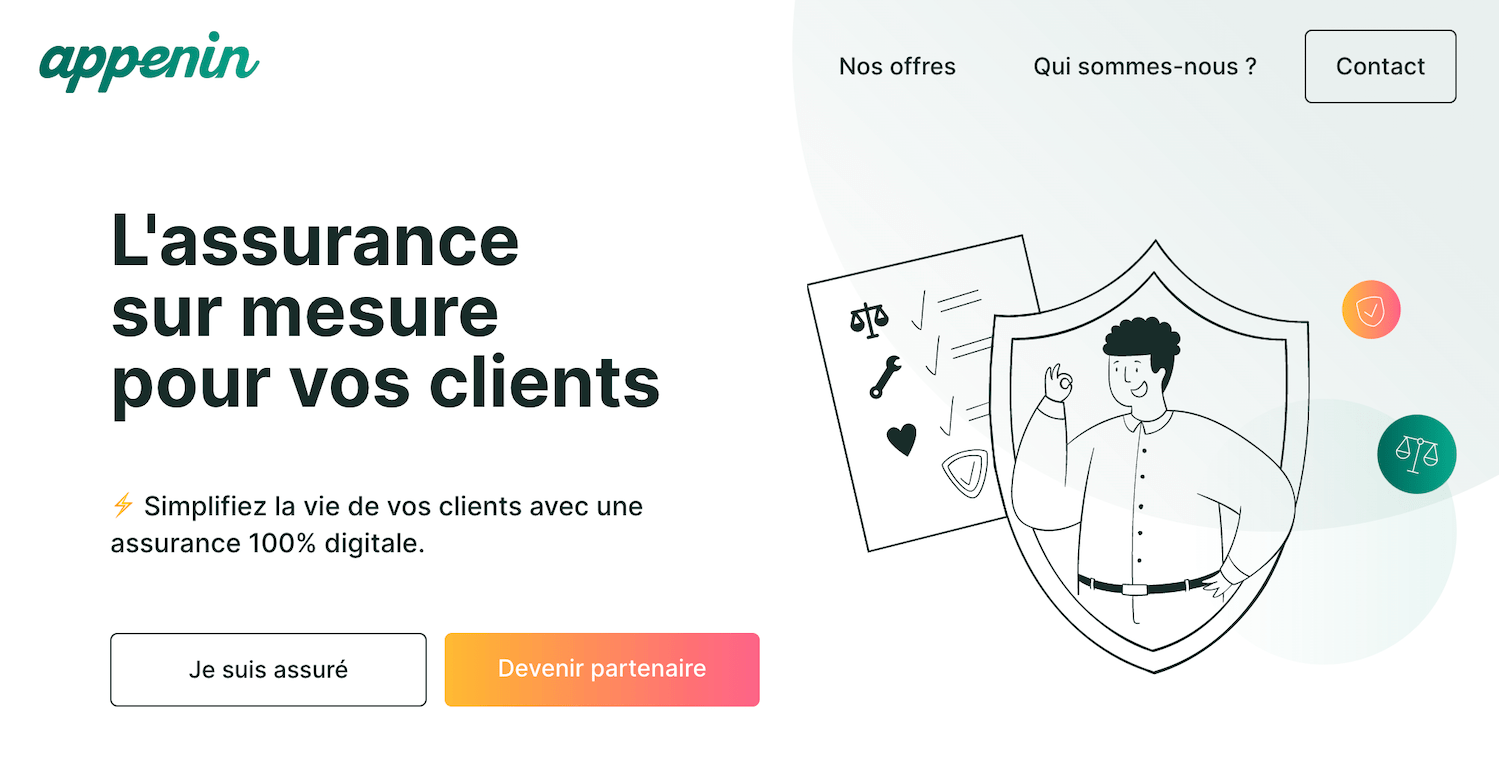 appenin
Nos offres
Qui sommes-nous ?
Contact
L'assurance
sur mesure
pour vos clients
⚡ Simplifiez la vie de vos clients avec une
assurance 100% digitale.
Je suis assuré
Devenir partenaire